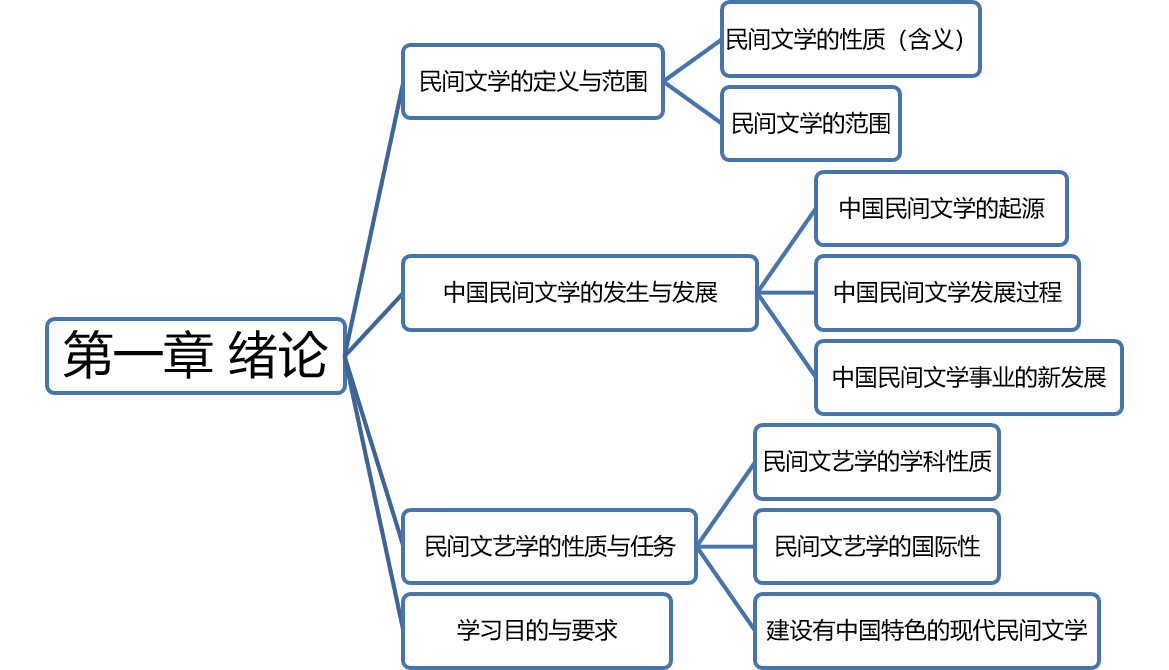 第一章 绪论
民间文学的定义与范围
民间文学的性质（含义）
民间文学的范围
中国民间文学的发生与发展
中国民间文学的起源
中国民间文学发展过程
中国民间文学事业的新发展
民间文艺学的性质与任务
民间文艺学的学科性质
民间文艺学的国际性
建设有中国特色的现代民间文学
学习目的与要求